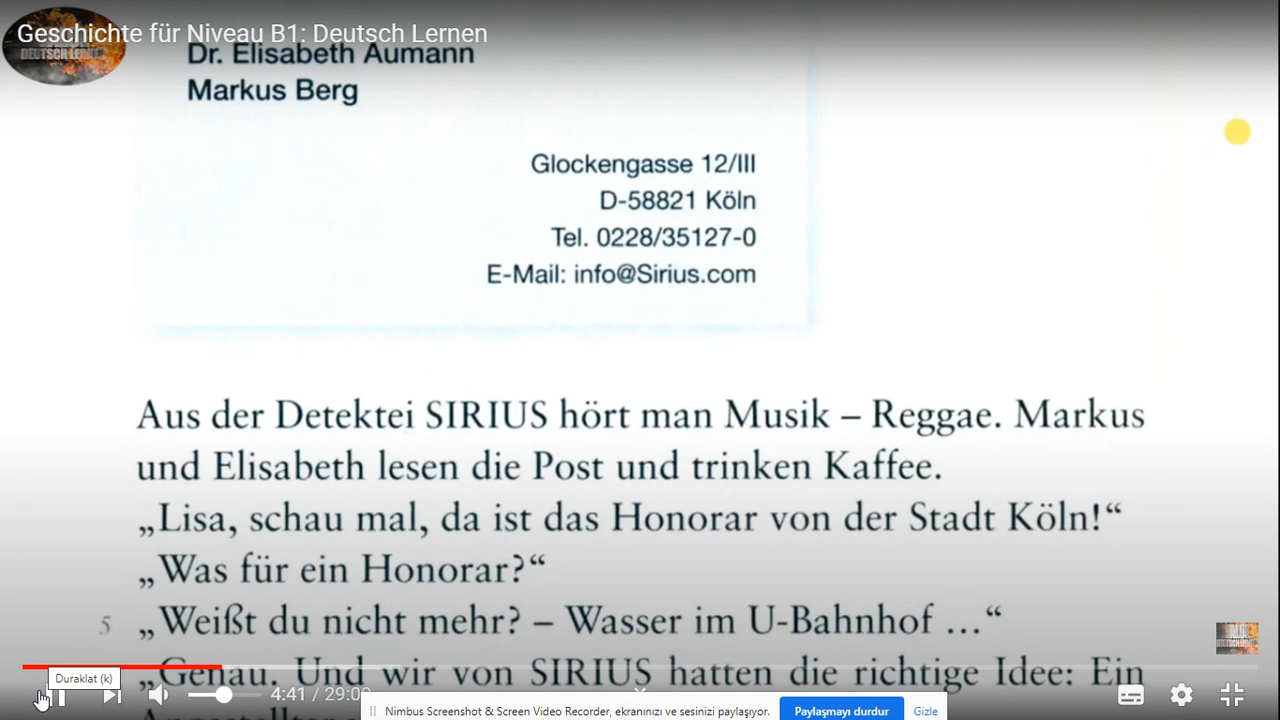 Geschichte für Niveau B1: Deutsch Lernen
DEUTSCH LERNEN
Dr. Elisabeth Aumann
Markus Berg
Glockengasse 12/III
D-58821 Köln
Tel. 0228/35127-0
E-Mail: info@Sirius.com
Aus der Detektei SIRIUS hört man Musik – Reggae. Markus
und Elisabeth lesen die Post und trinken Kaffee.
„Lisa, schau mal, da ist das Honorar von der Stadt Köln!“
„Was für ein Honorar?“
5 „Weißt du nicht mehr? – Wasser im U-Bahnhof …“
„Genau. Und wir von SIRIUS hatten die richtige Idee: Ein
Duraklat (k)
4:41 / 29:00
Nimbus Screenshot & Screen Video Recorder, ekranınızı ve sesinizi paylaşıyor.
Paylaşmayı durdur
Gizle